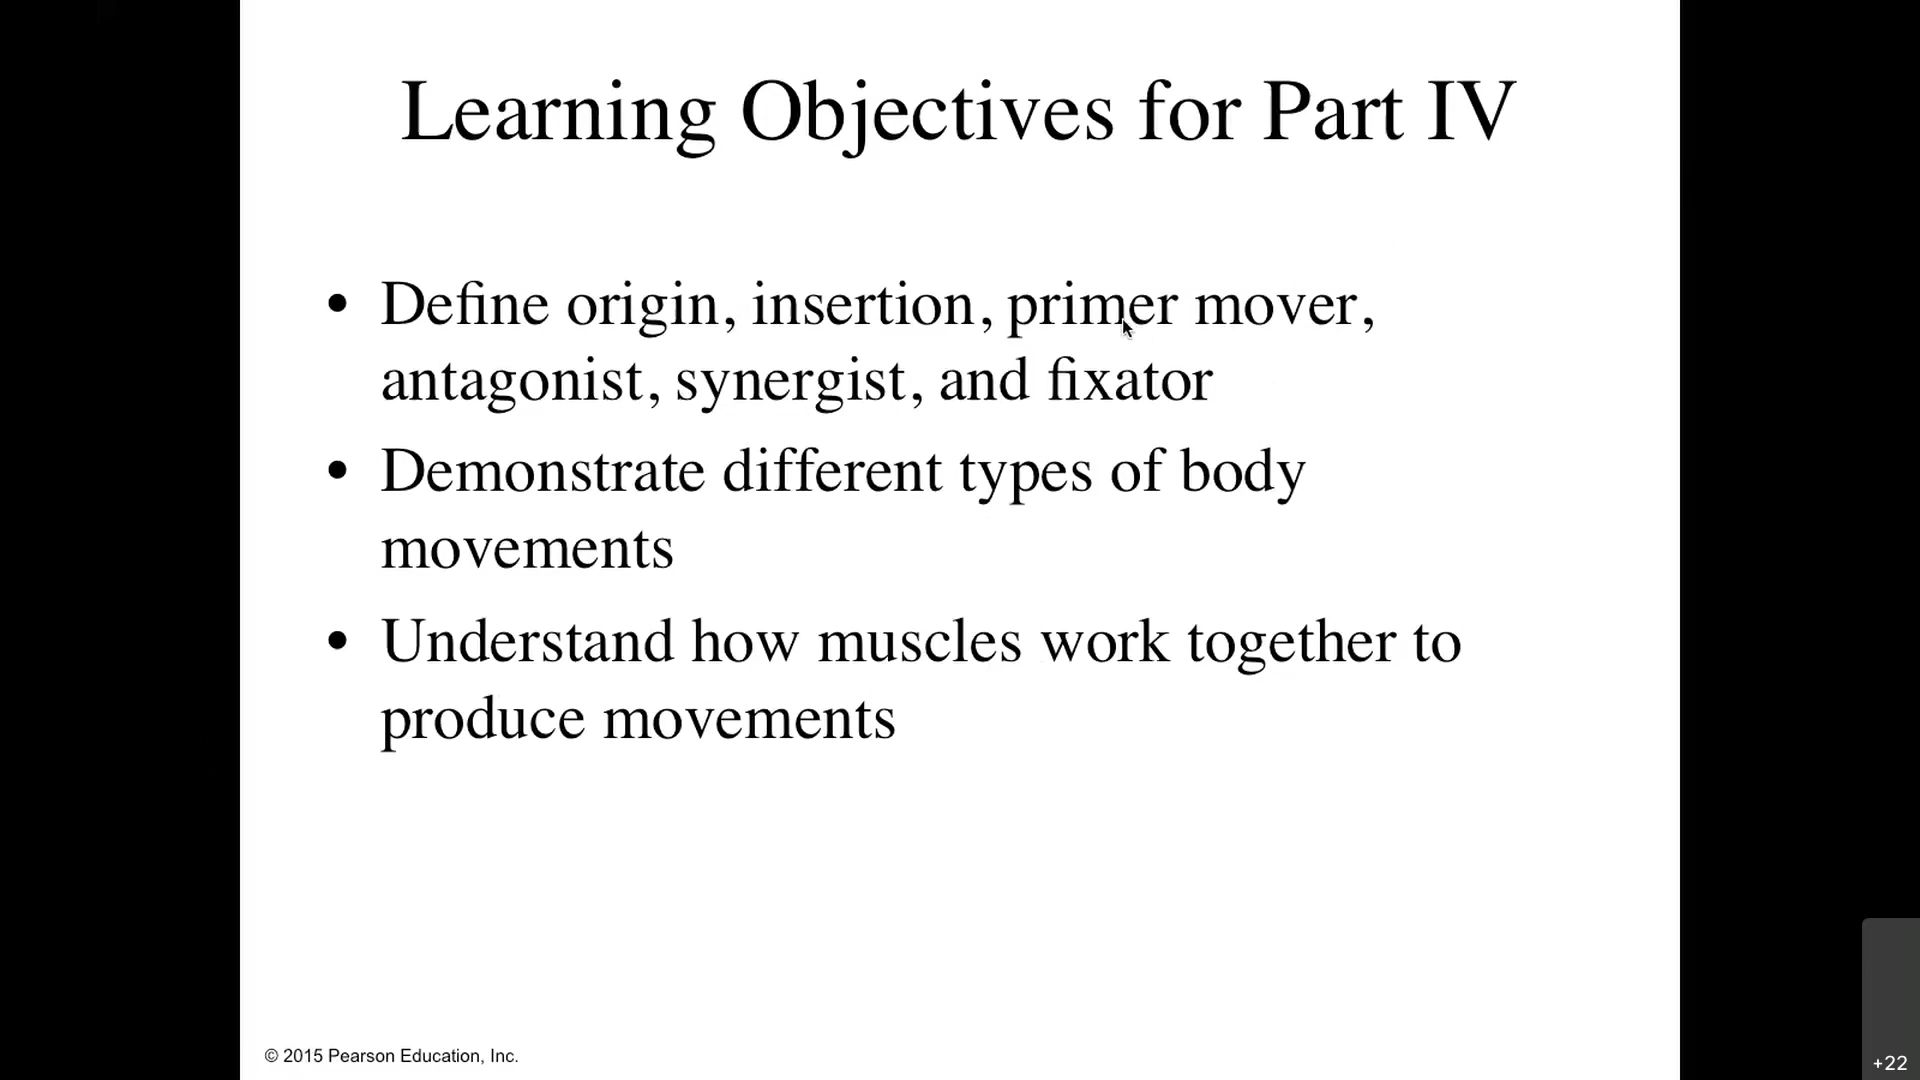 Learning Objectives for Part IV
• Define origin, insertion, primer mover,
antagonist, synergist, and fixator
• Demonstrate different types of body
movements
• Understand how muscles work together to
produce movements
© 2015 Pearson Education, Inc.
+22